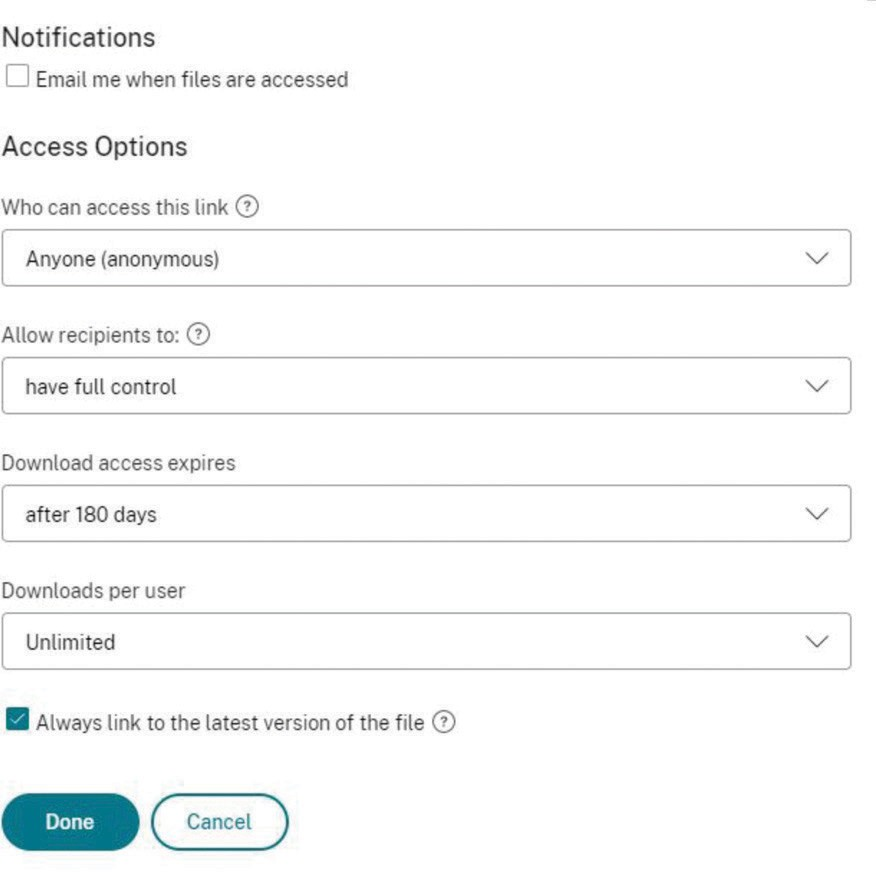 Notifications
Email me when files are accessed
Access Options
Who can access this link ?
Anyone (anonymous)
Allow recipients to: ?
have full control
Download access expires
after 180 days
Downloads per user
Unlimited
Always link to the latest version of the file ?
Done Cancel